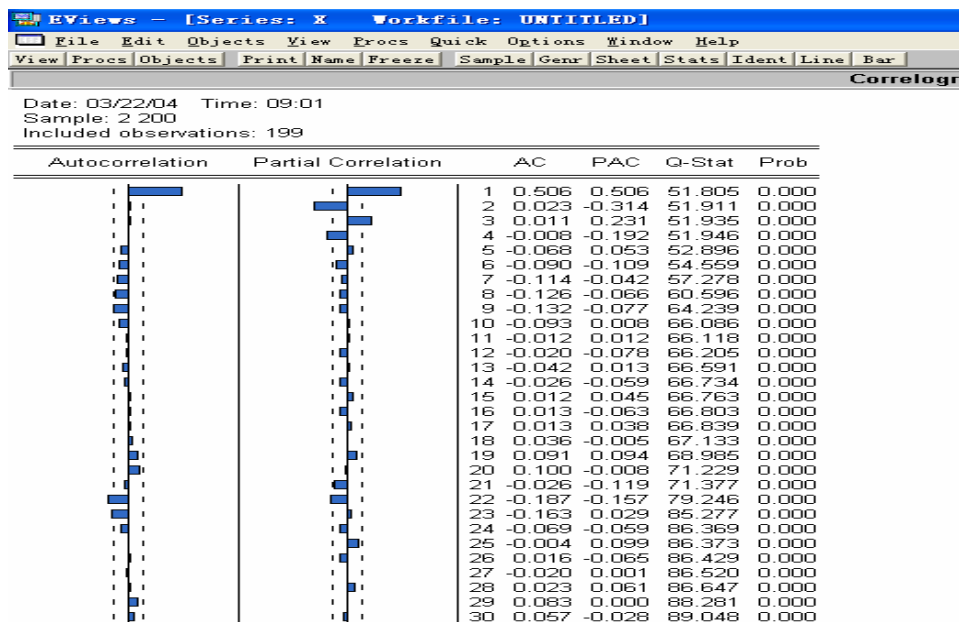 EViews - [Series: X Workfile: UNTITLED]
File Edit Objects View Procs Quick Options Window Help
View Procs Objects Print Name Freeze Sample Genr Sheet Stats Ident Line Bar
Correlogr
Date: 03/22/04 Time: 09:01
Sample: 2 200
Included observations: 199
Autocorrelation Partial Correlation AC PAC Q-Stat Prob
1 0.506 0.506 51.805 0.000
2 0.023 -0.314 51.911 0.000
3 0.011 0.231 51.935 0.000
4 -0.008 -0.192 51.946 0.000
5 -0.068 0.053 52.896 0.000
6 -0.090 -0.109 54.559 0.000
7 -0.114 -0.042 57.278 0.000
8 -0.126 -0.066 60.596 0.000
9 -0.132 -0.077 64.239 0.000
10 -0.093 0.008 66.086 0.000
11 -0.012 0.012 66.118 0.000
12 -0.020 -0.078 66.205 0.000
13 -0.042 0.013 66.591 0.000
14 -0.026 -0.059 66.734 0.000
15 0.012 0.045 66.763 0.000
16 0.013 -0.063 66.803 0.000
17 0.013 0.038 66.839 0.000
18 0.036 -0.005 67.133 0.000
19 0.091 0.094 68.985 0.000
20 0.100 -0.008 71.229 0.000
21 -0.026 -0.119 71.377 0.000
22 -0.187 -0.157 79.246 0.000
23 -0.163 0.029 85.277 0.000
24 -0.069 -0.059 86.369 0.000
25 -0.004 0.099 86.373 0.000
26 0.016 -0.065 86.429 0.000
27 -0.020 0.001 86.520 0.000
28 0.023 0.061 86.647 0.000
29 0.083 0.000 88.281 0.000
30 0.057 -0.028 89.048 0.000